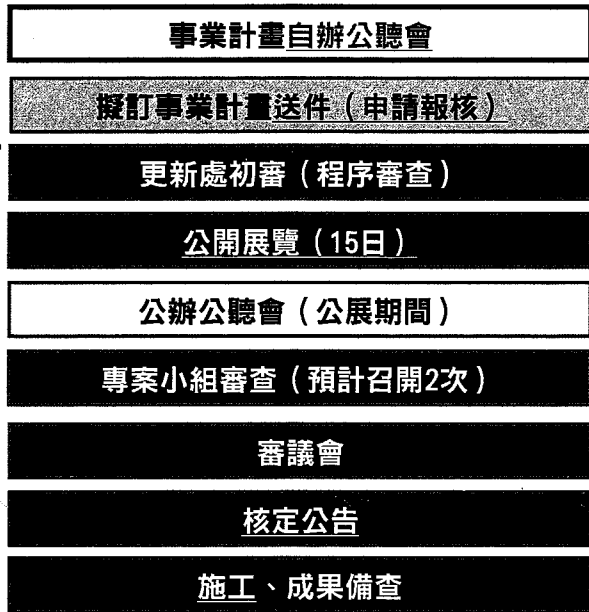 事業計畫自辦公聽會
擬訂事業計畫送件（申請報核）
更新處初審（程序審查）
公開展覽（15日）
公辦公聽會（公展期間）
專案小組審查（預計召開2次）
審議會
核定公告
施工、成果備查